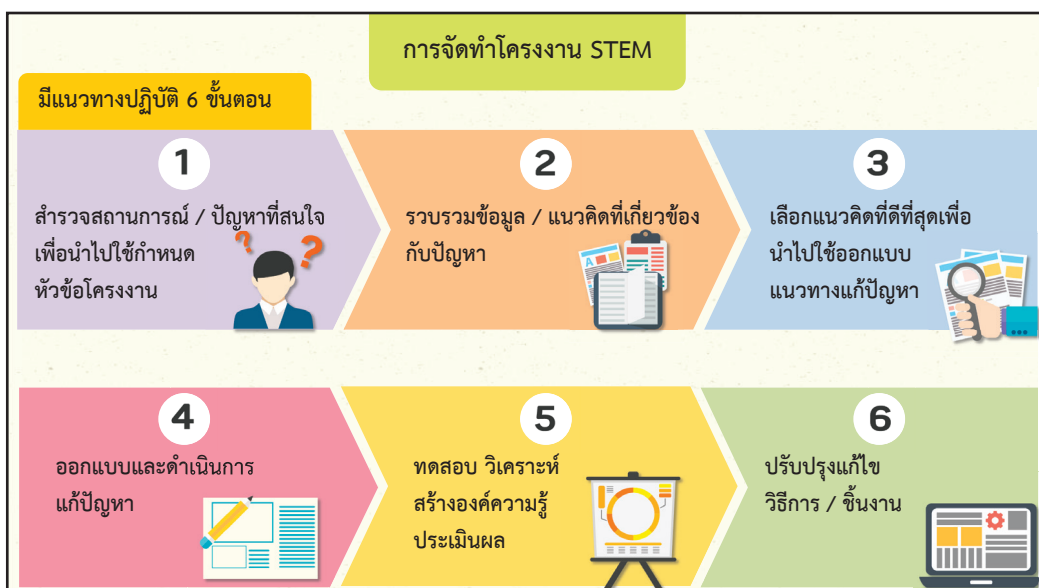 การจัดทำโครงงาน STEM
มีแนวทางปฏิบัติ 6 ขั้นตอน
1
สำรวจสถานการณ์ / ปัญหาที่สนใจ
เพื่อนำไปใช้กำหนด
หัวข้อโครงงาน
2
รวบรวมข้อมูล / แนวคิดที่เกี่ยวข้อง
กับปัญหา
3
เลือกแนวคิดที่ดีที่สุดเพื่อ
นำไปใช้ออกแบบ
แนวทางแก้ปัญหา
4
ออกแบบและดำเนินการ
แก้ปัญหา
5
ทดสอบ วิเคราะห์
สร้างองค์ความรู้
ประเมินผล
6
ปรับปรุงแก้ไข
วิธีการ / ชิ้นงาน